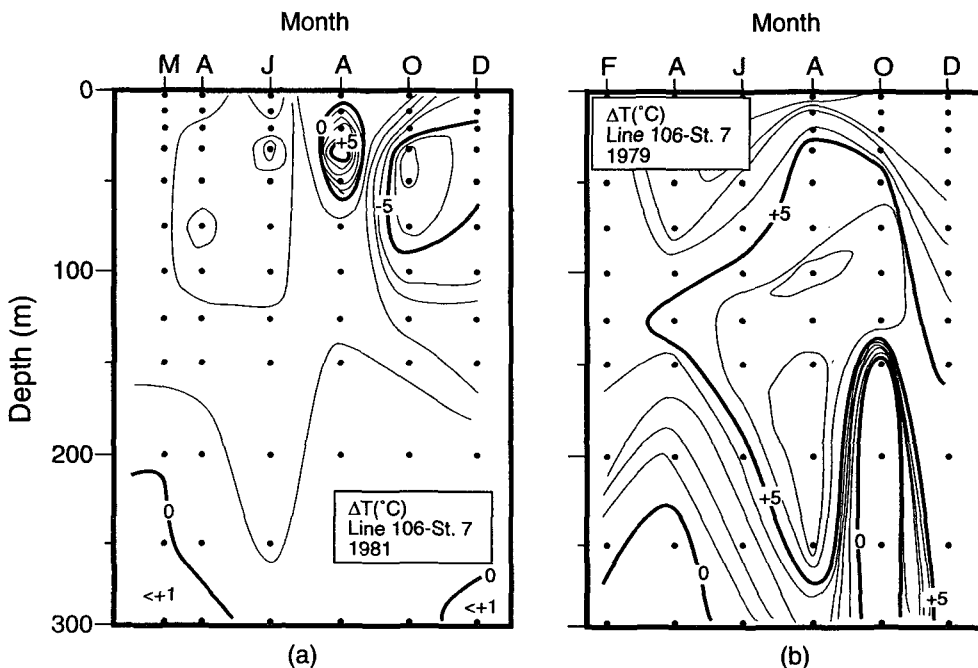 Month
M A J A O D
0
100
200
300
Depth (m)
0
+5
-5
0
<+1
0
<+1
ΔT(°C)
Line 106-St. 7
1981
(a)
Month
F A J A O D
ΔT(°C)
Line 106-St. 7
1979
+5
+5
0
0
+5
(b)